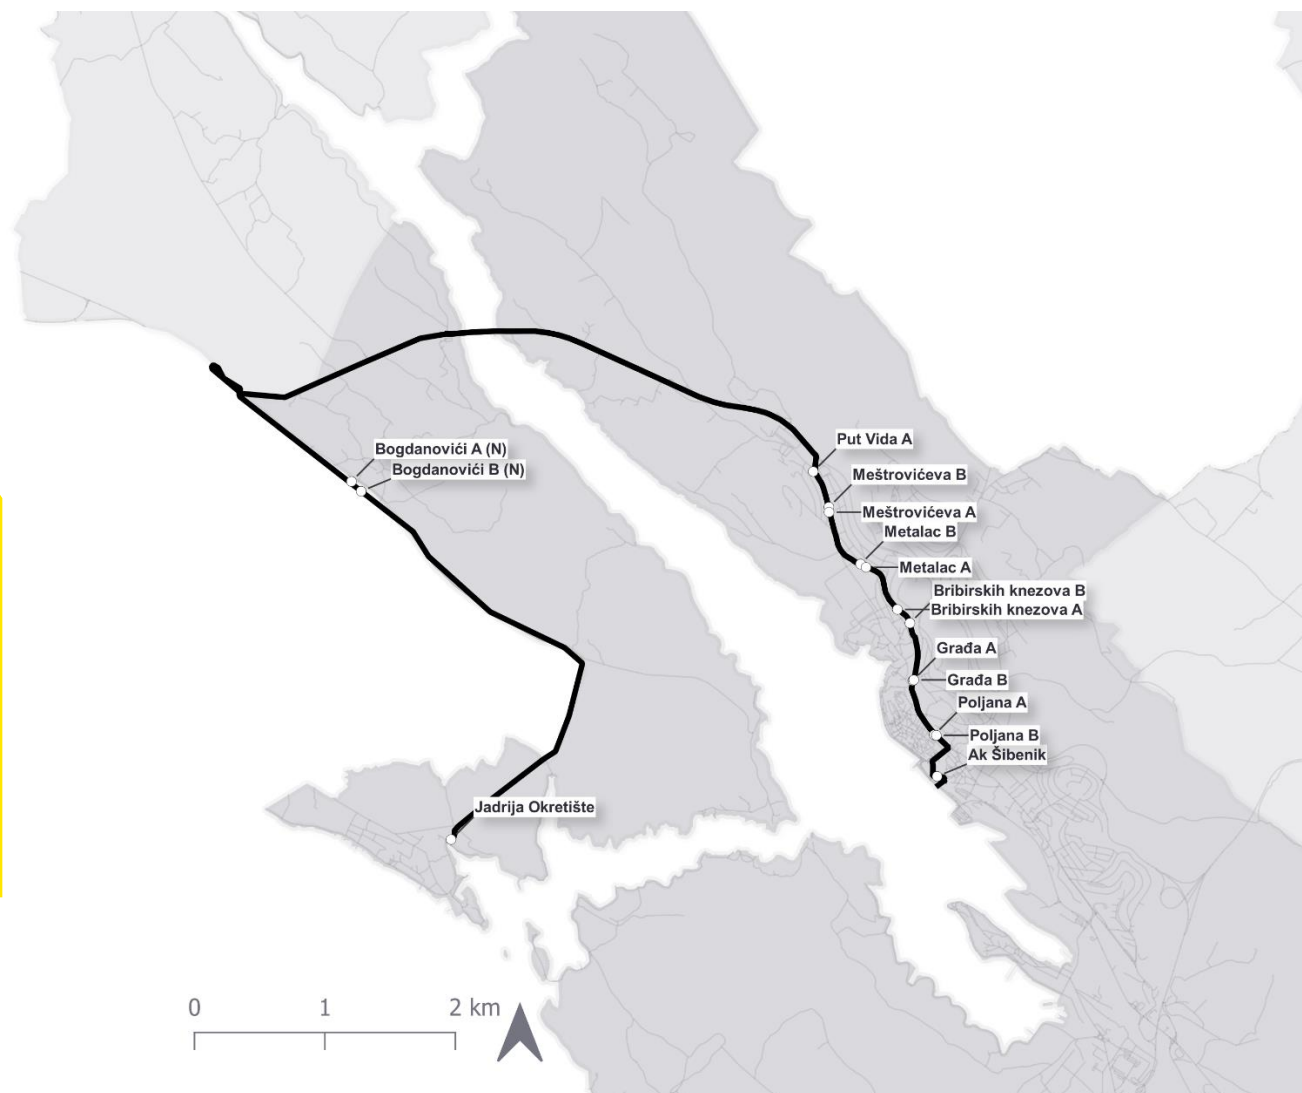 Put Vida A
Bogdanovići A (N)
Bogdanovići B (N)
Meštrovićeva B
Meštrovićeva A
Metalac B
Metalac A
Bribirskih knezova B
Bribirskih knezova A
Građa A
Građa B
Poljana A
Poljana B
Ak Šibenik
Jadrija Okretište
0 1 2 km